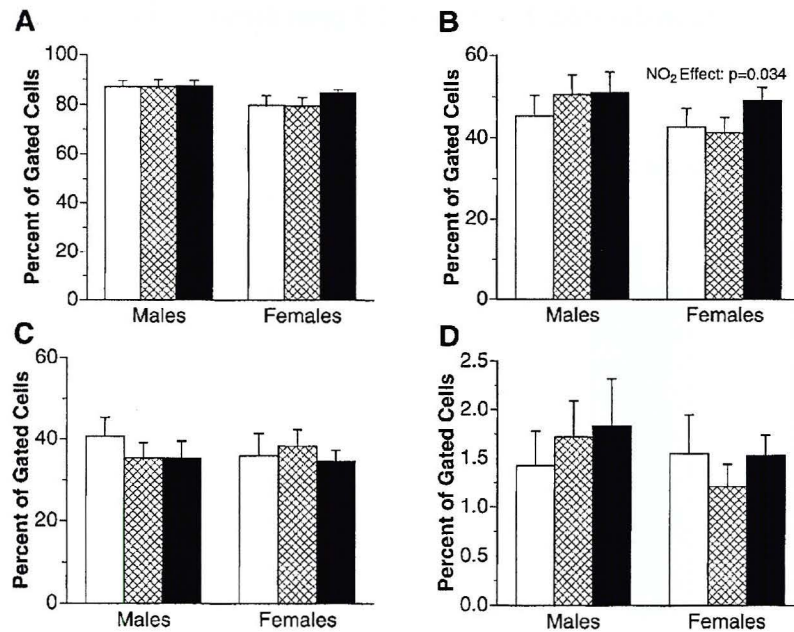 A
Percent of Gated Cells
100
80
60
40
20
0
Males Females
B
Percent of Gated Cells
60
40
20
0
NO₂ Effect: p=0.034
Males Females
C
Percent of Gated Cells
60
40
20
0
Males Females
D
Percent of Gated Cells
2.5
2.0
1.5
1.0
0.5
0.0
Males Females